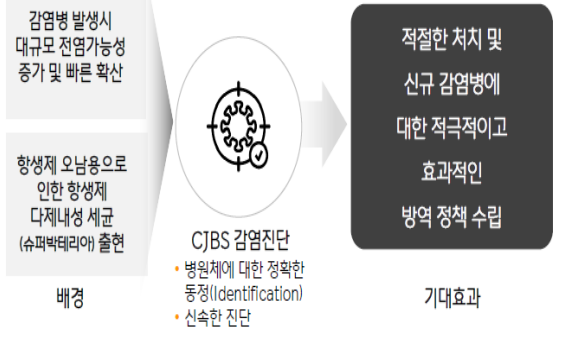 감염병 발생시
대규모 전염가능성
증가 및 빠른 확산
항생제 오남용으로
인한 항생제
다제내성 세균
(슈퍼박테리아) 출현
배경
CJBS 감염진단
• 병원체에 대한 정확한
동정(Identification)
• 신속한 진단
적절한 처치 및
신규 감염병에
대한 적극적이고
효과적인
방역 정책 수립
기대효과